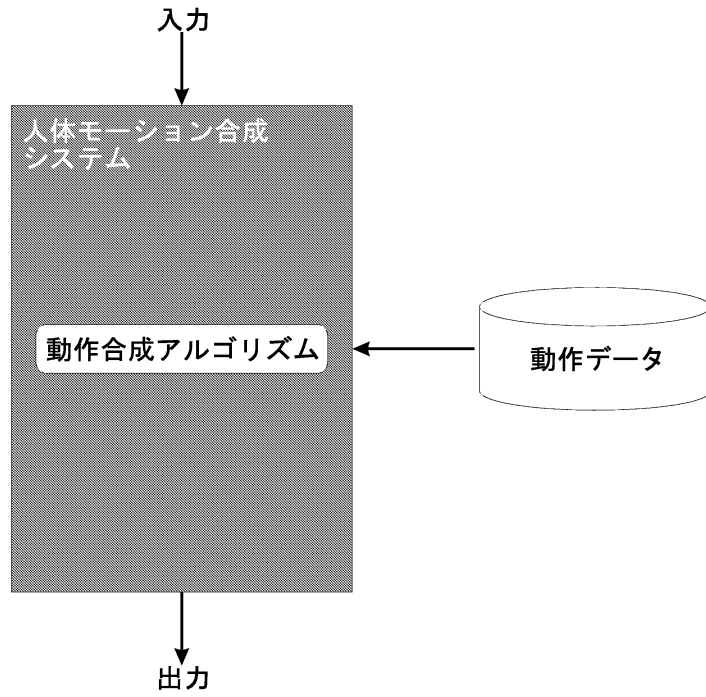 入力
人体モーション合成
システム
動作合成アルゴリズム
動作データ
出力